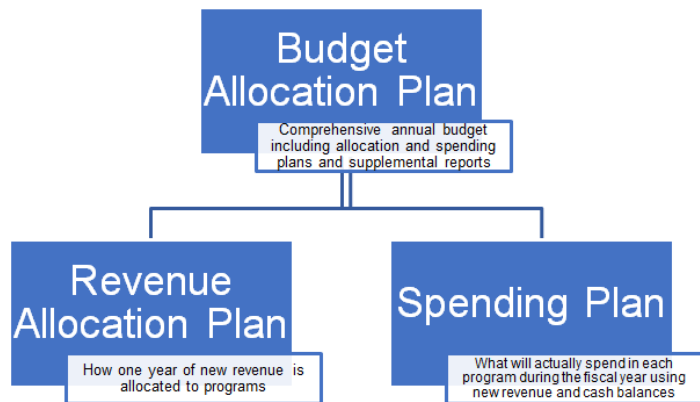 Budget
Allocation Plan
Comprehensive annual budget
including allocation and spending
plans and supplemental reports
Revenue
Allocation Plan
How one year of new revenue is
allocated to programs
Spending Plan
What will actually spend in each
program during the fiscal year using
new revenue and cash balances